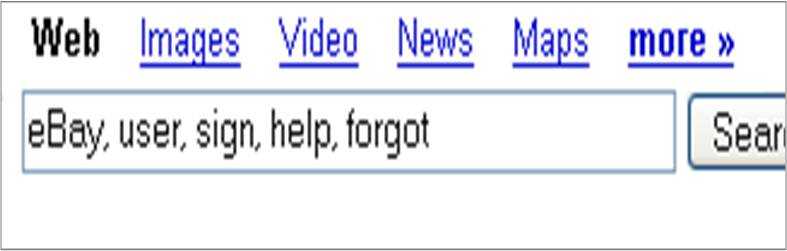 Web Images Video News Maps more »
eBay, user, sign, help, forgot